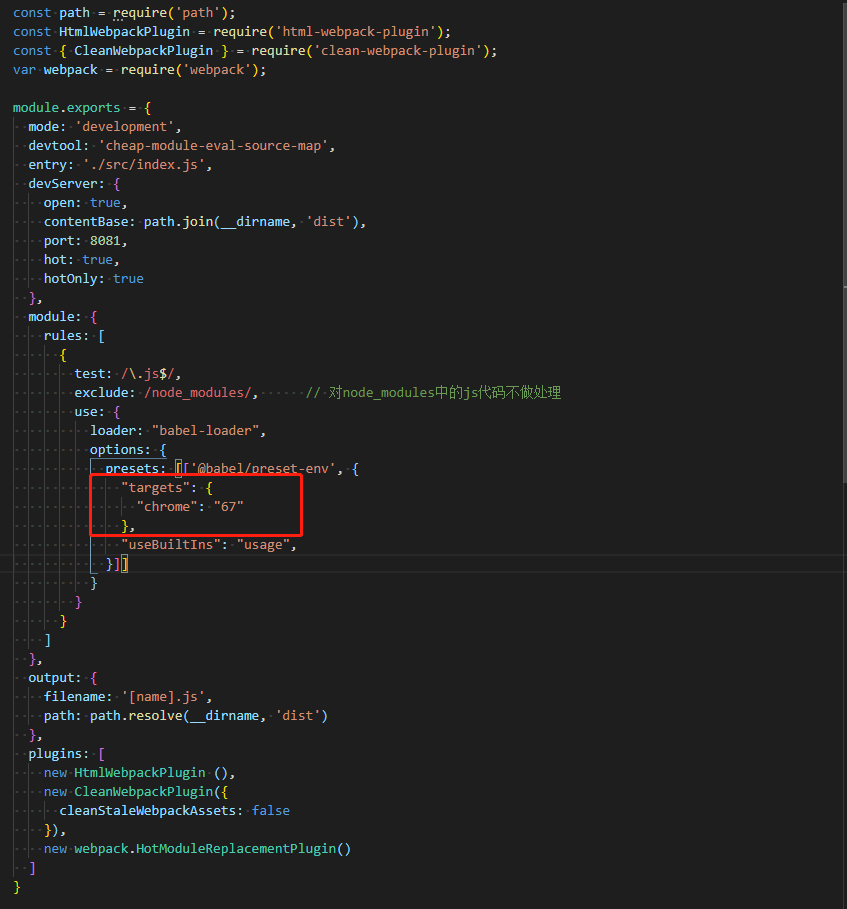 const path = require('path');
const HtmlWebpackPlugin = require('html-webpack-plugin');
const { CleanWebpackPlugin } = require('clean-webpack-plugin');
var webpack = require('webpack');
module.exports = {
mode: 'development',
devtool: 'cheap-module-eval-source-map',
entry: './src/index.js',
devServer: {
open: true,
contentBase: path.join(__dirname, 'dist'),
port: 8081,
hot: true,
hotOnly: true
},
module: {
rules: [
{
test: /\.js$/,
exclude: /node_modules/, // 对node_modules中的js代码不做处理
use: {
loader: "babel-loader",
options: {
presets: [['@babel/preset-env', {
"targets": {
"chrome": "67"
},
"useBuiltIns": "usage",
}]]
}
}
}
]
},
output: {
filename: '[name].js',
path: path.resolve(__dirname, 'dist')
},
plugins: [
new HtmlWebpackPlugin (),
new CleanWebpackPlugin({
cleanStaleWebpackAssets: false
}),
new webpack.HotModuleReplacementPlugin()
]
}